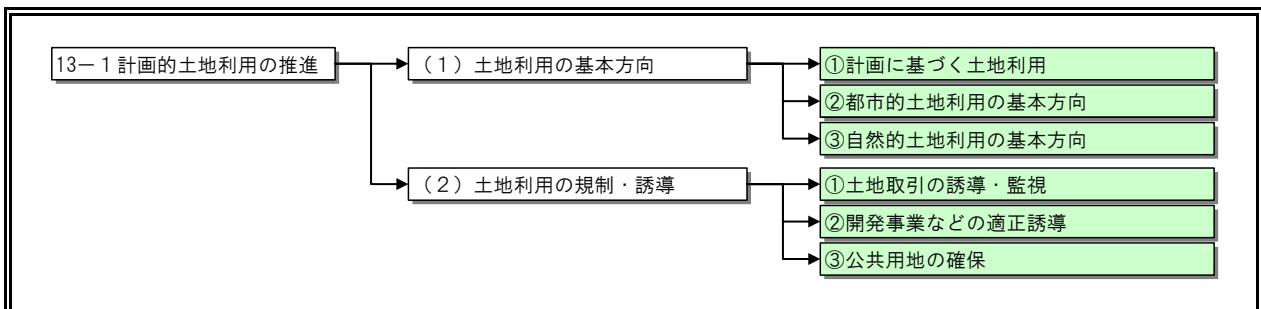 13－1計画的土地利用の推進
（1）土地利用の基本方向
①計画に基づく土地利用
②都市的土地利用の基本方向
③自然的土地利用の基本方向
（2）土地利用の規制・誘導
①土地取引の誘導・監視
②開発事業などの適正誘導
③公共用地の確保